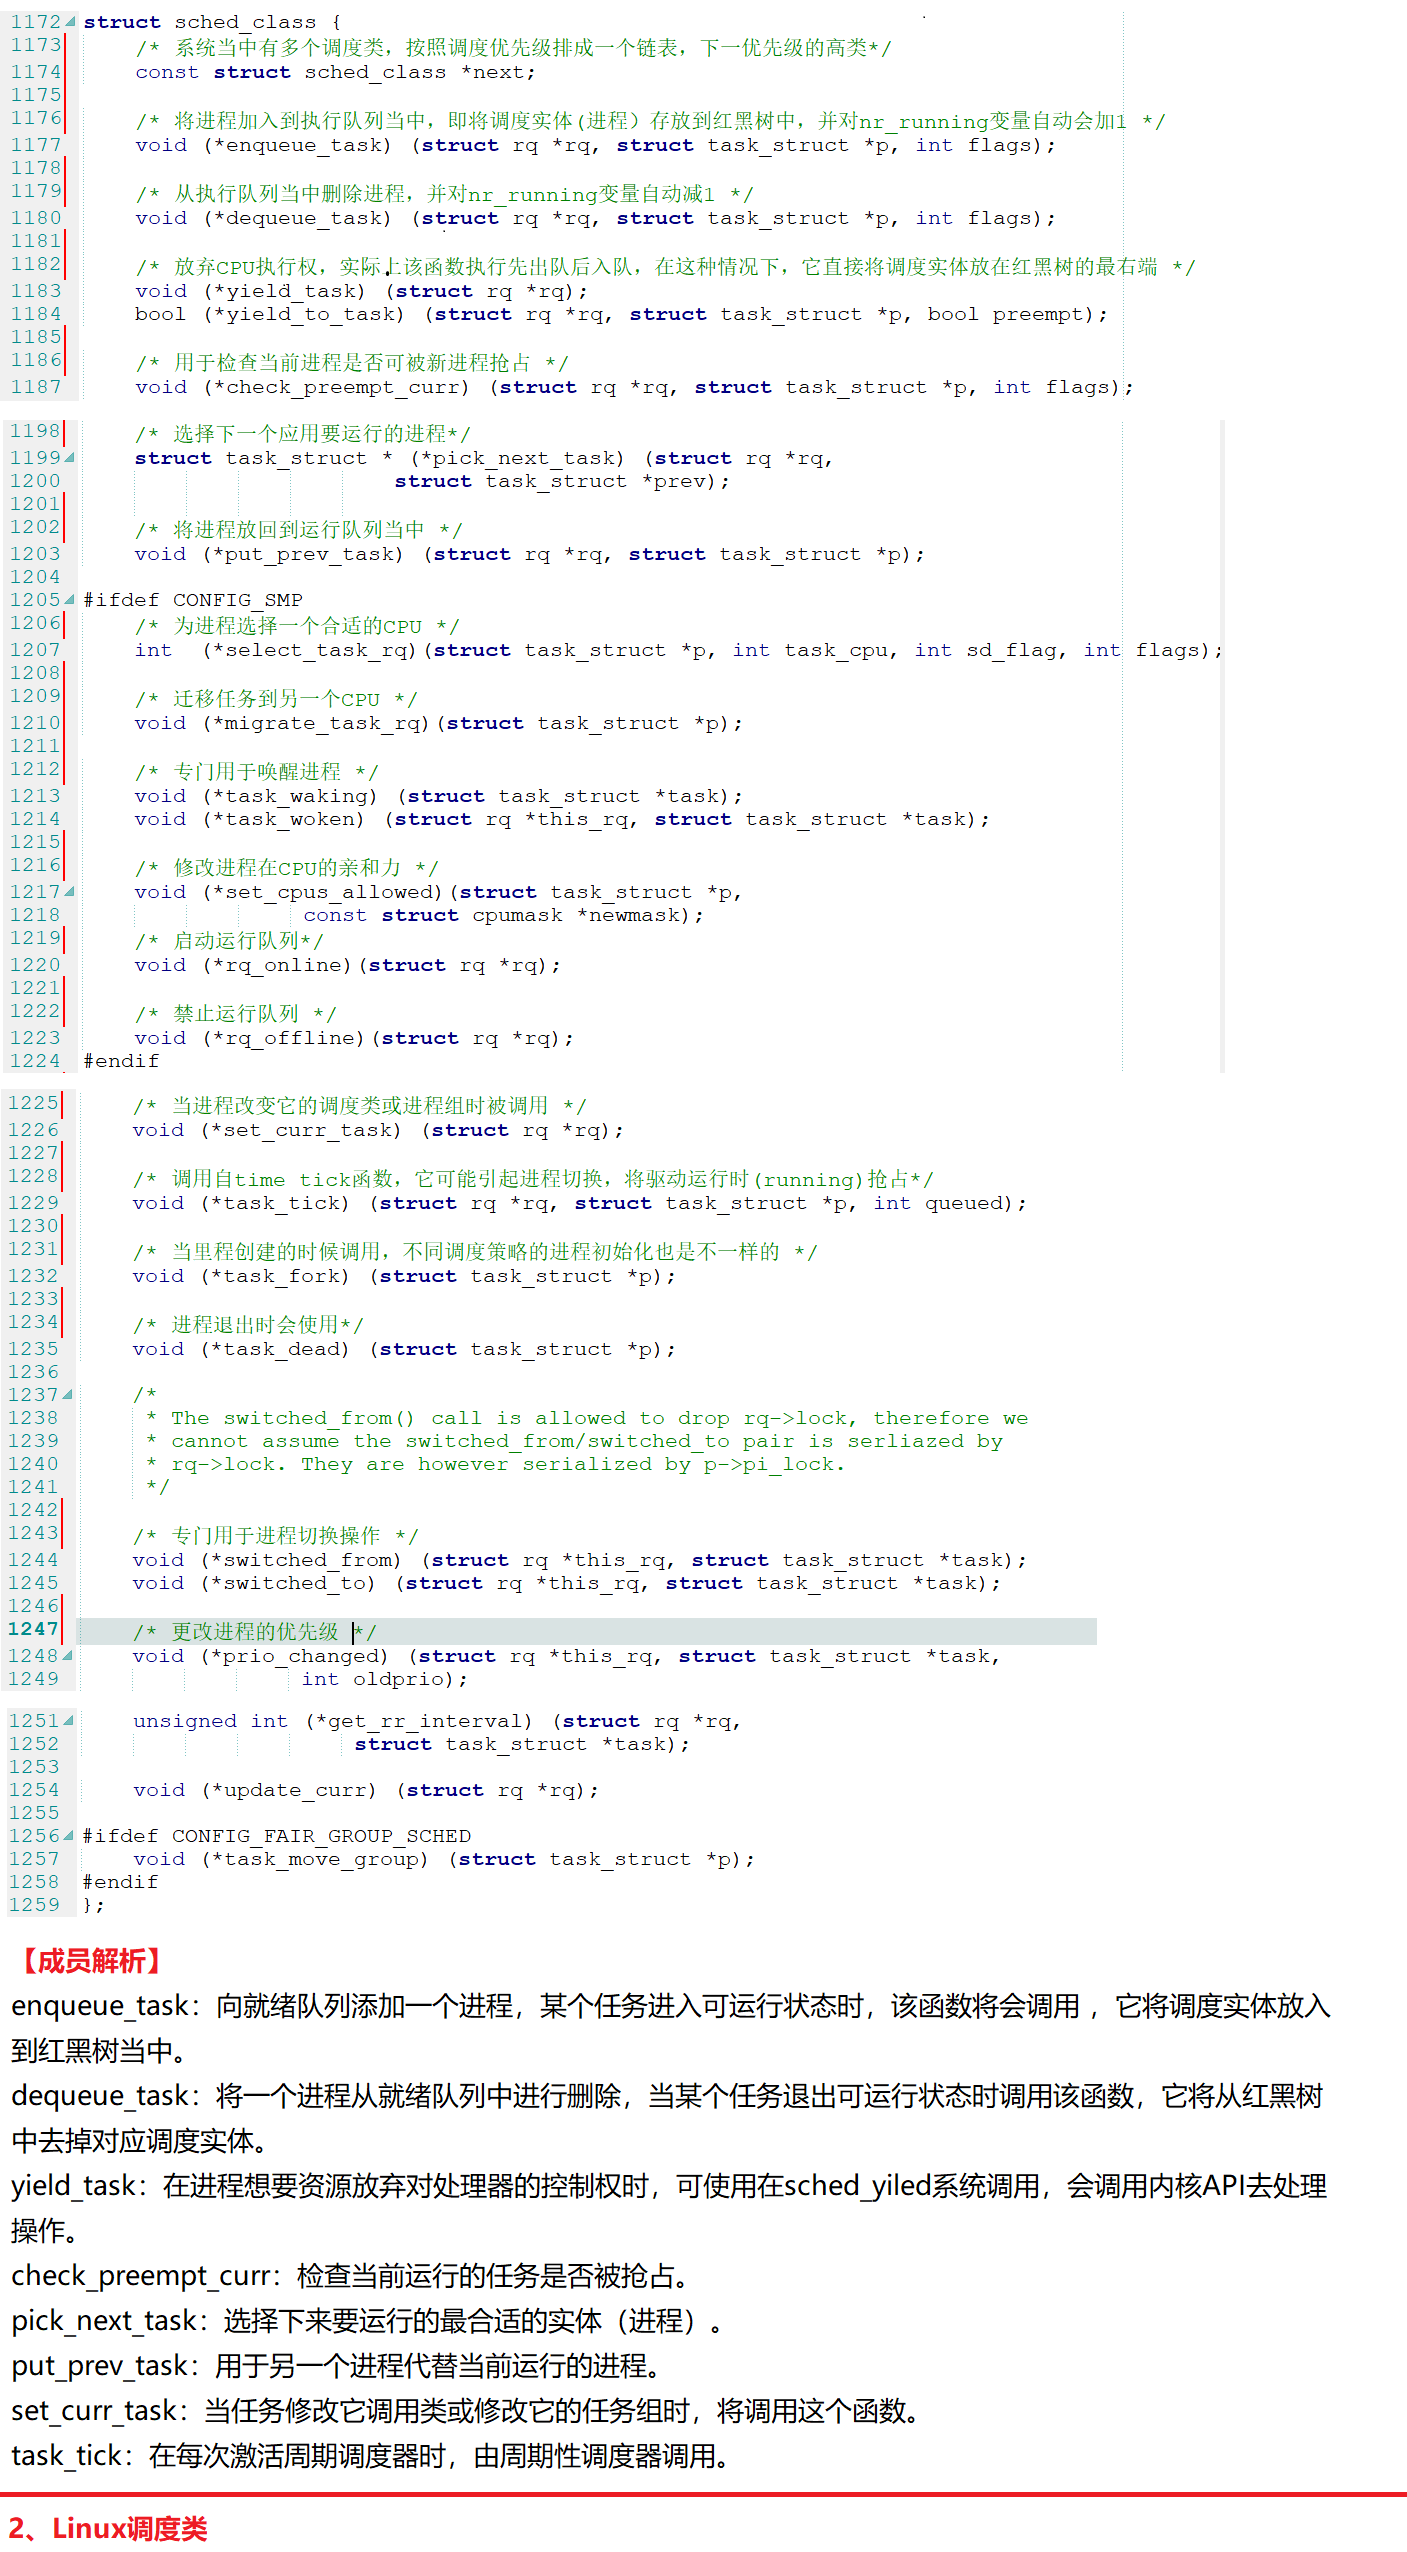 1172 struct sched_class {
1173 /* 系统当中有多个调度类，按照调度优先级排成一个链表，下一优先级的高类*/
1174 const struct sched_class *next;
1175
1176 /* 将进程加入到执行队列当中，即将调度实体(进程）存放到红黑树中，并对nr_running变量自动会加1 */
1177 void (*enqueue_task) (struct rq *rq, struct task_struct *p, int flags);
1178
1179 /* 从执行队列当中删除进程，并对nr_running变量自动减1 */
1180 void (*dequeue_task) (struct rq *rq, struct task_struct *p, int flags);
1181
1182 /* 放弃CPU执行权，实际上该函数执行先出队后入队，在这种情况下，它直接将调度实体放在红黑树的最右端 */
1183 void (*yield_task) (struct rq *rq);
1184 bool (*yield_to_task) (struct rq *rq, struct task_struct *p, bool preempt);
1185
1186 /* 用于检查当前进程是否可被新进程抢占 */
1187 void (*check_preempt_curr) (struct rq *rq, struct task_struct *p, int flags);
1198 /* 选择下一个应用要运行的进程*/
1199 struct task_struct * (*pick_next_task) (struct rq *rq,
1200 struct task_struct *prev);
1201
1202 /* 将进程放回到运行队列当中 */
1203 void (*put_prev_task) (struct rq *rq, struct task_struct *p);
1204
1205 #ifdef CONFIG_SMP
1206 /* 为进程选择一个合适的CPU */
1207 int (*select_task_rq)(struct task_struct *p, int task_cpu, int sd_flag, int flags);
1208
1209 /* 迁移任务到另一个CPU */
1210 void (*migrate_task_rq)(struct task_struct *p);
1211
1212 /* 专门用于唤醒进程 */
1213 void (*task_waking) (struct task_struct *task);
1214 void (*task_woken) (struct rq *this_rq, struct task_struct *task);
1215
1216 /* 修改进程在CPU的亲和力 */
1217 void (*set_cpus_allowed)(struct task_struct *p,
1218 const struct cpumask *newmask);
1219 /* 启动运行队列*/
1220 void (*rq_online)(struct rq *rq);
1221
1222 /* 禁止运行队列 */
1223 void (*rq_offline)(struct rq *rq);
1224 #endif
1225 /* 当进程改变它的调度类或进程组时被调用 */
1226 void (*set_curr_task) (struct rq *rq);
1227
1228 /* 调用自time tick函数，它可能引起进程切换，将驱动运行时(running)抢占*/
1229 void (*task_tick) (struct rq *rq, struct task_struct *p, int queued);
1230
1231 /* 当里程创建的时候调用，不同调度策略的进程初始化也是不一样的 */
1232 void (*task_fork) (struct task_struct *p);
1233
1234 /* 进程退出时会使用*/
1235 void (*task_dead) (struct task_struct *p);
1236
1237 /*
1238 * The switched_from() call is allowed to drop rq->lock, therefore we
1239 * cannot assume the switched_from/switched_to pair is serliazed by
1240 * rq->lock. They are however serialized by p->pi_lock.
1241 */
1242
1243 /* 专门用于进程切换操作 */
1244 void (*switched_from) (struct rq *this_rq, struct task_struct *task);
1245 void (*switched_to) (struct rq *this_rq, struct task_struct *task);
1246
1247 /* 更改进程的优先级 */
1248 void (*prio_changed) (struct rq *this_rq, struct task_struct *task,
1249 int oldprio);
1251 unsigned int (*get_rr_interval) (struct rq *rq,
1252 struct task_struct *task);
1253
1254 void (*update_curr) (struct rq *rq);
1255
1256 #ifdef CONFIG_FAIR_GROUP_SCHED
1257 void (*task_move_group) (struct task_struct *p);
1258 #endif
1259 };
【成员解析】
enqueue_task：向就绪队列添加一个进程，某个任务进入可运行状态时，该函数将会调用 ，它将调度实体放入
到红黑树当中。
dequeue_task：将一个进程从就绪队列中进行删除，当某个任务退出可运行状态时调用该函数，它将从红黑树
中去掉对应调度实体。
yield_task：在进程想要资源放弃对处理器的控制权时，可使用在sched_yiled系统调用，会调用内核API去处理
操作。
check_preempt_curr：检查当前运行的任务是否被抢占。
pick_next_task：选择下来要运行的最合适的实体（进程）。
put_prev_task：用于另一个进程代替当前运行的进程。
set_curr_task：当任务修改它调用类或修改它的任务组时，将调用这个函数。
task_tick：在每次激活周期调度器时，由周期性调度器调用。
2、Linux调度类